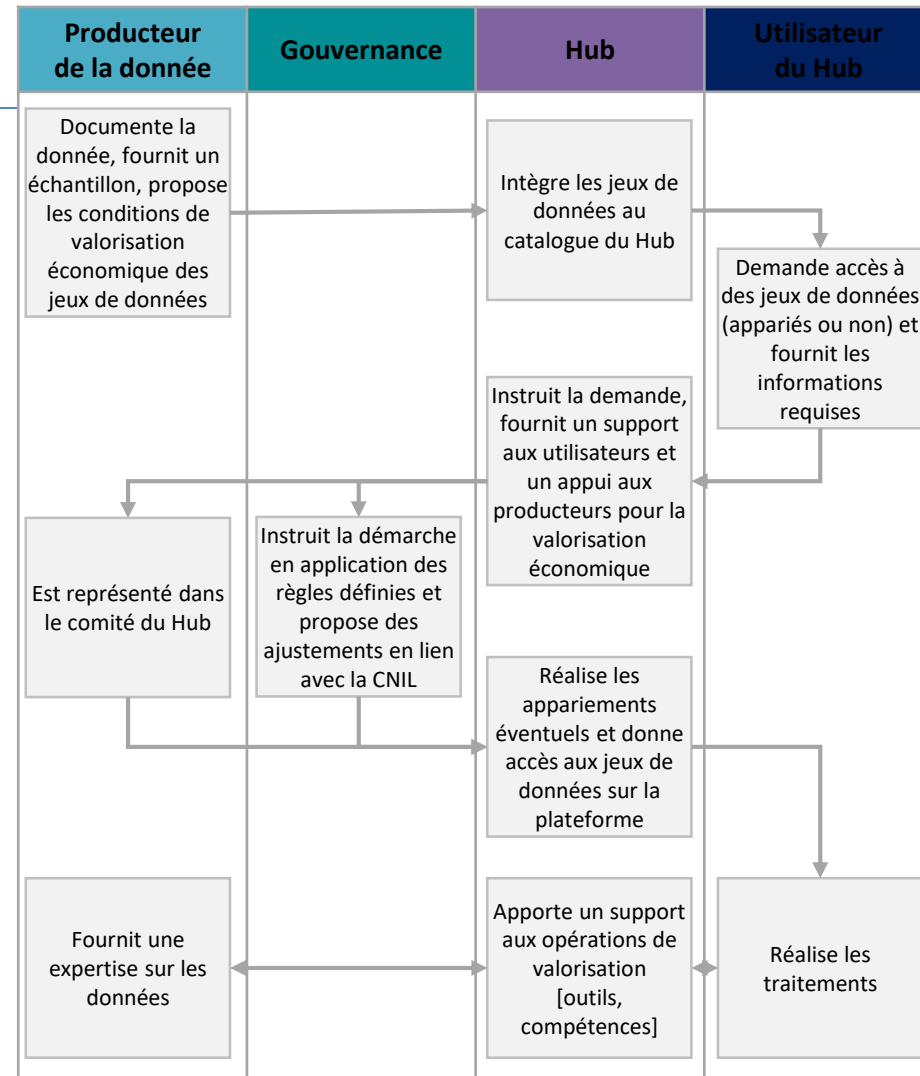 Producteur
de la donnée
Gouvernance
Hub
Utilisateur
du Hub
Documente la
donnée, fournit un
échantillon, propose
les conditions de
valorisation
économique des
jeux de données
Intègre les jeux de
données au
catalogue du Hub
Demande accès à
des jeux de données
(appariés ou non) et
fournit les
informations
requises
Instruit la demande,
fournit un support
aux utilisateurs et
un appui aux
producteurs pour la
valorisation
économique
Est représenté dans
le comité du Hub
Instruit la démarche
en application des
règles définies et
propose des
ajustements en lien
avec la CNIL
Réalise les
appariements
éventuels et donne
accès aux jeux de
données sur la
plateforme
Fournit une
expertise sur les
données
Apporte un support
aux opérations de
valorisation
[outils,
compétences]
Réalise les
traitements